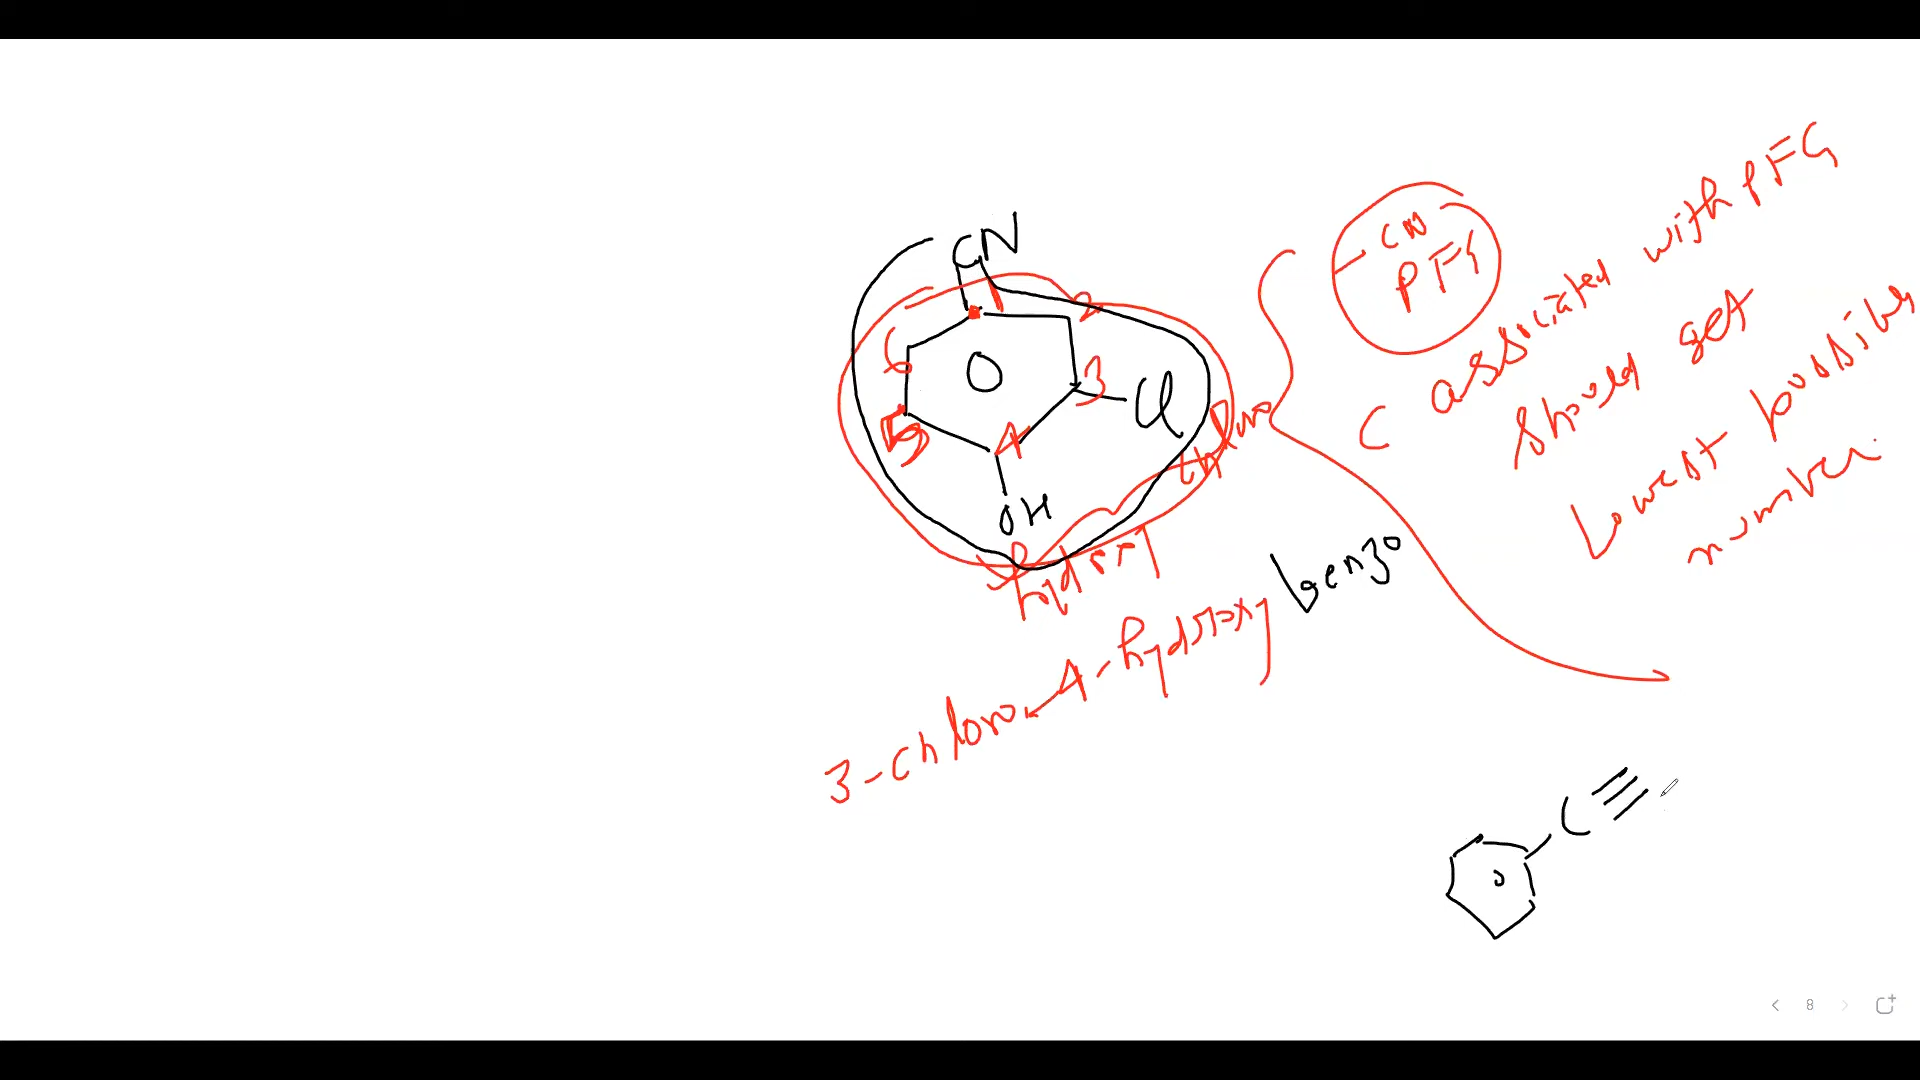 CN
1
2
6
3
Cl
5
4
OH
chloro
hydroxy
3-chloro-4-hydroxy benzo
-CN
PFG
C associated with PFG
should get
lowest possible
number
C≡
8